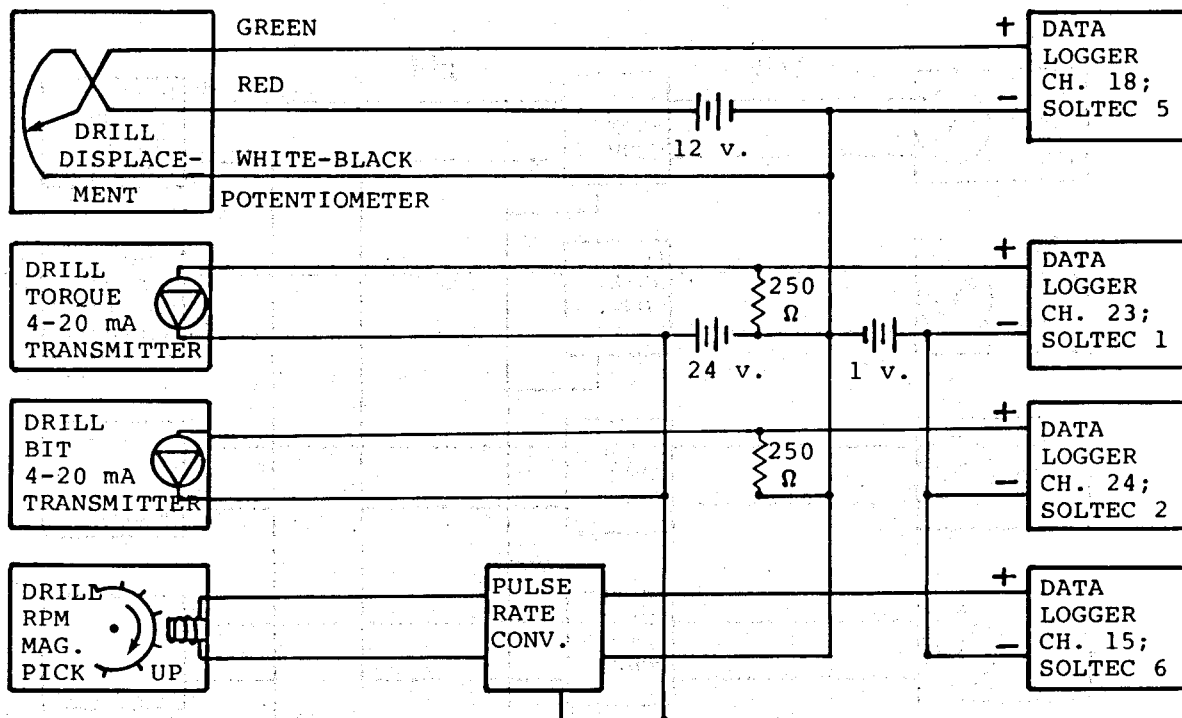 GREEN
RED
DRILL
DISPLACE-
MENT
WHITE-BLACK
POTENTIOMETER
12 v.
+
−
DATA
LOGGER
CH. 18;
SOLTEC 5
DRILL
TORQUE
4-20 mA
TRANSMITTER
250
Ω
24 v.
1 v.
+
−
DATA
LOGGER
CH. 23;
SOLTEC 1
DRILL
BIT
4-20 mA
TRANSMITTER
250
Ω
+
−
DATA
LOGGER
CH. 24;
SOLTEC 2
DRILL
RPM
MAG.
PICK UP
PULSE
RATE
CONV.
+
−
DATA
LOGGER
CH. 15;
SOLTEC 6